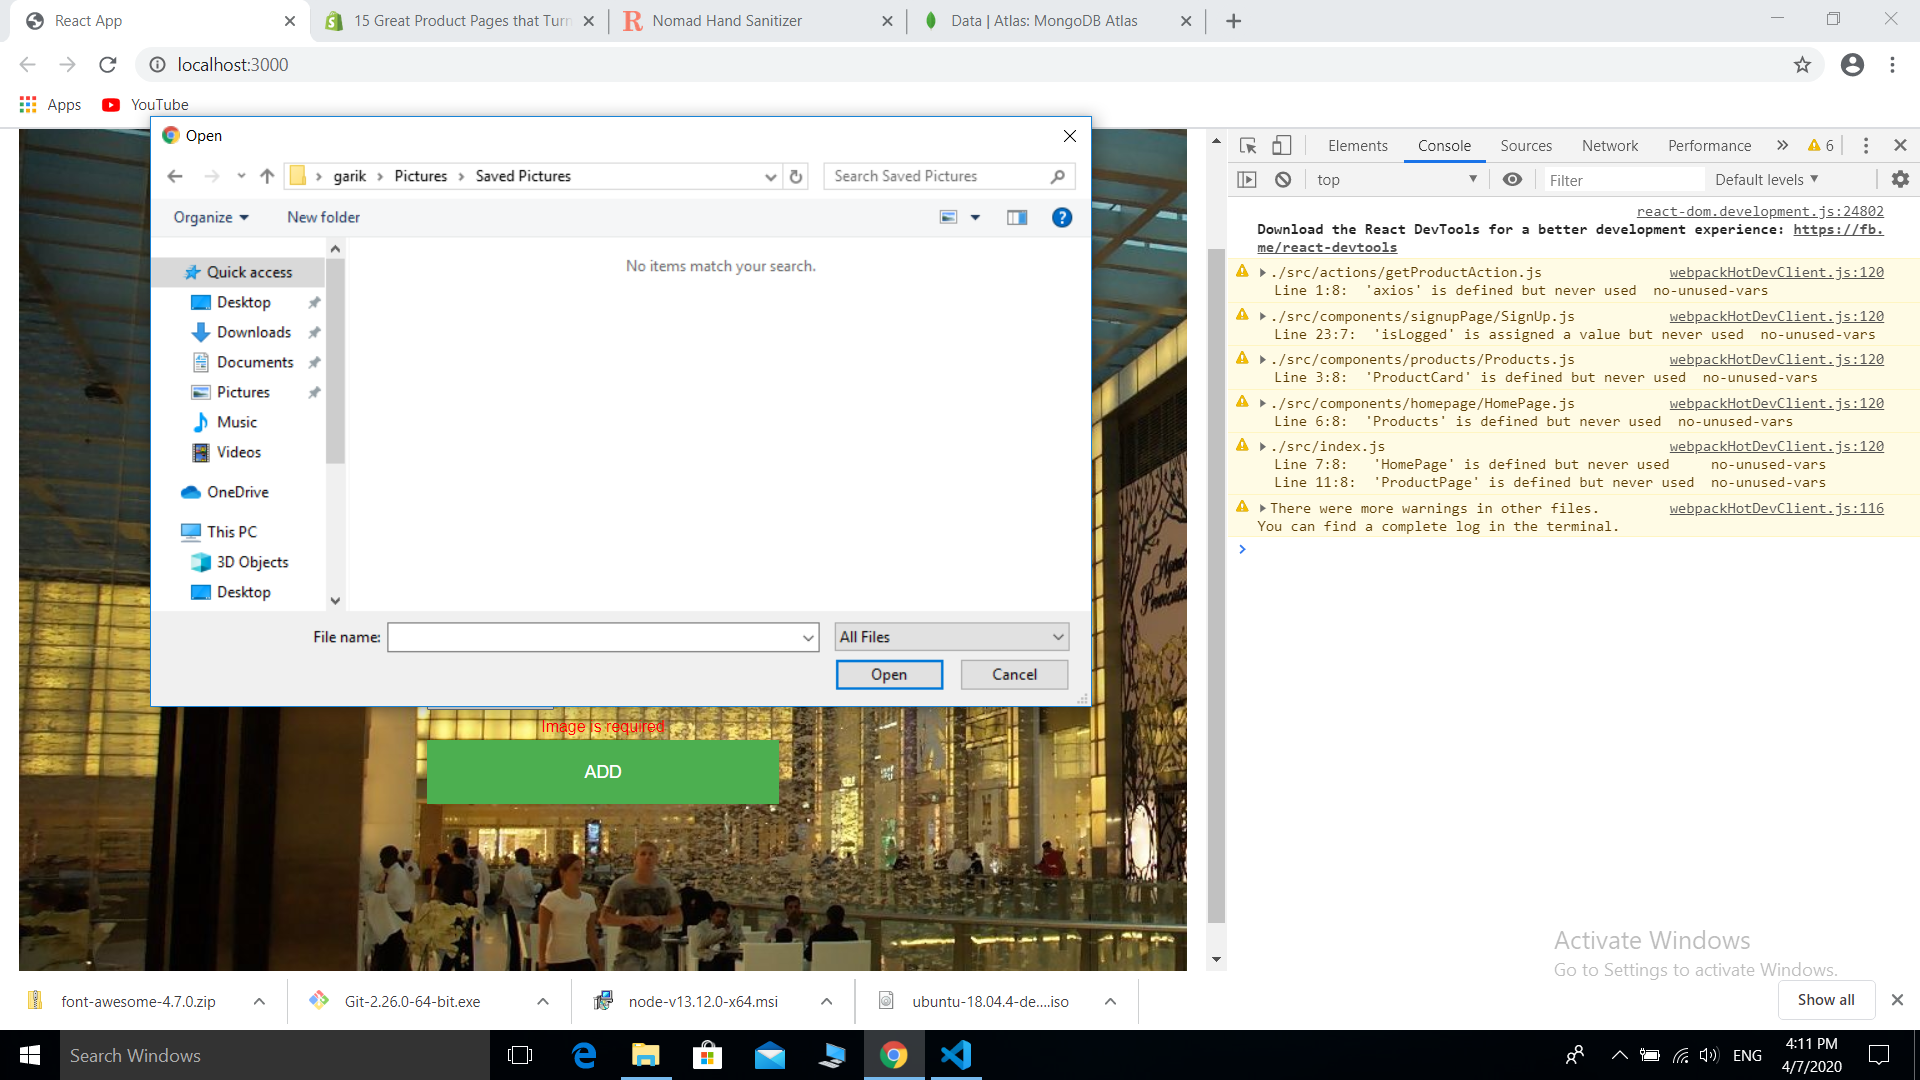 React App
15 Great Product Pages that Turn
Nomad Hand Sanitizer
Data | Atlas: MongoDB Atlas
localhost:3000
Apps
YouTube
Open
garik
Pictures
Saved Pictures
Search Saved Pictures
Organize
New folder
No items match your search.
Quick access
Desktop
Downloads
Documents
Pictures
Music
Videos
OneDrive
This PC
3D Objects
Desktop
File name:
All Files
Open
Cancel
Image is required
ADD
Elements
Console
Sources
Network
Performance
6
top
Filter
Default levels
react-dom.development.js:24802
Download the React DevTools for a better development experience: https://fb.
me/react-devtools
./src/actions/getProductAction.js webpackHotDevClient.js:120
Line 1:8: 'axios' is defined but never used no-unused-vars
./src/components/signupPage/SignUp.js webpackHotDevClient.js:120
Line 23:7: 'isLogged' is assigned a value but never used no-unused-vars
./src/components/products/Products.js webpackHotDevClient.js:120
Line 3:8: 'ProductCard' is defined but never used no-unused-vars
./src/components/homepage/HomePage.js webpackHotDevClient.js:120
Line 6:8: 'Products' is defined but never used no-unused-vars
./src/index.js webpackHotDevClient.js:120
Line 7:8: 'HomePage' is defined but never used no-unused-vars
Line 11:8: 'ProductPage' is defined but never used no-unused-vars
There were more warnings in other files. webpackHotDevClient.js:116
You can find a complete log in the terminal.
Activate Windows
Go to Settings to activate Windows.
font-awesome-4.7.0.zip
Git-2.26.0-64-bit.exe
node-v13.12.0-x64.msi
ubuntu-18.04.4-de....iso
Show all
Search Windows
ENG
4:11 PM
4/7/2020